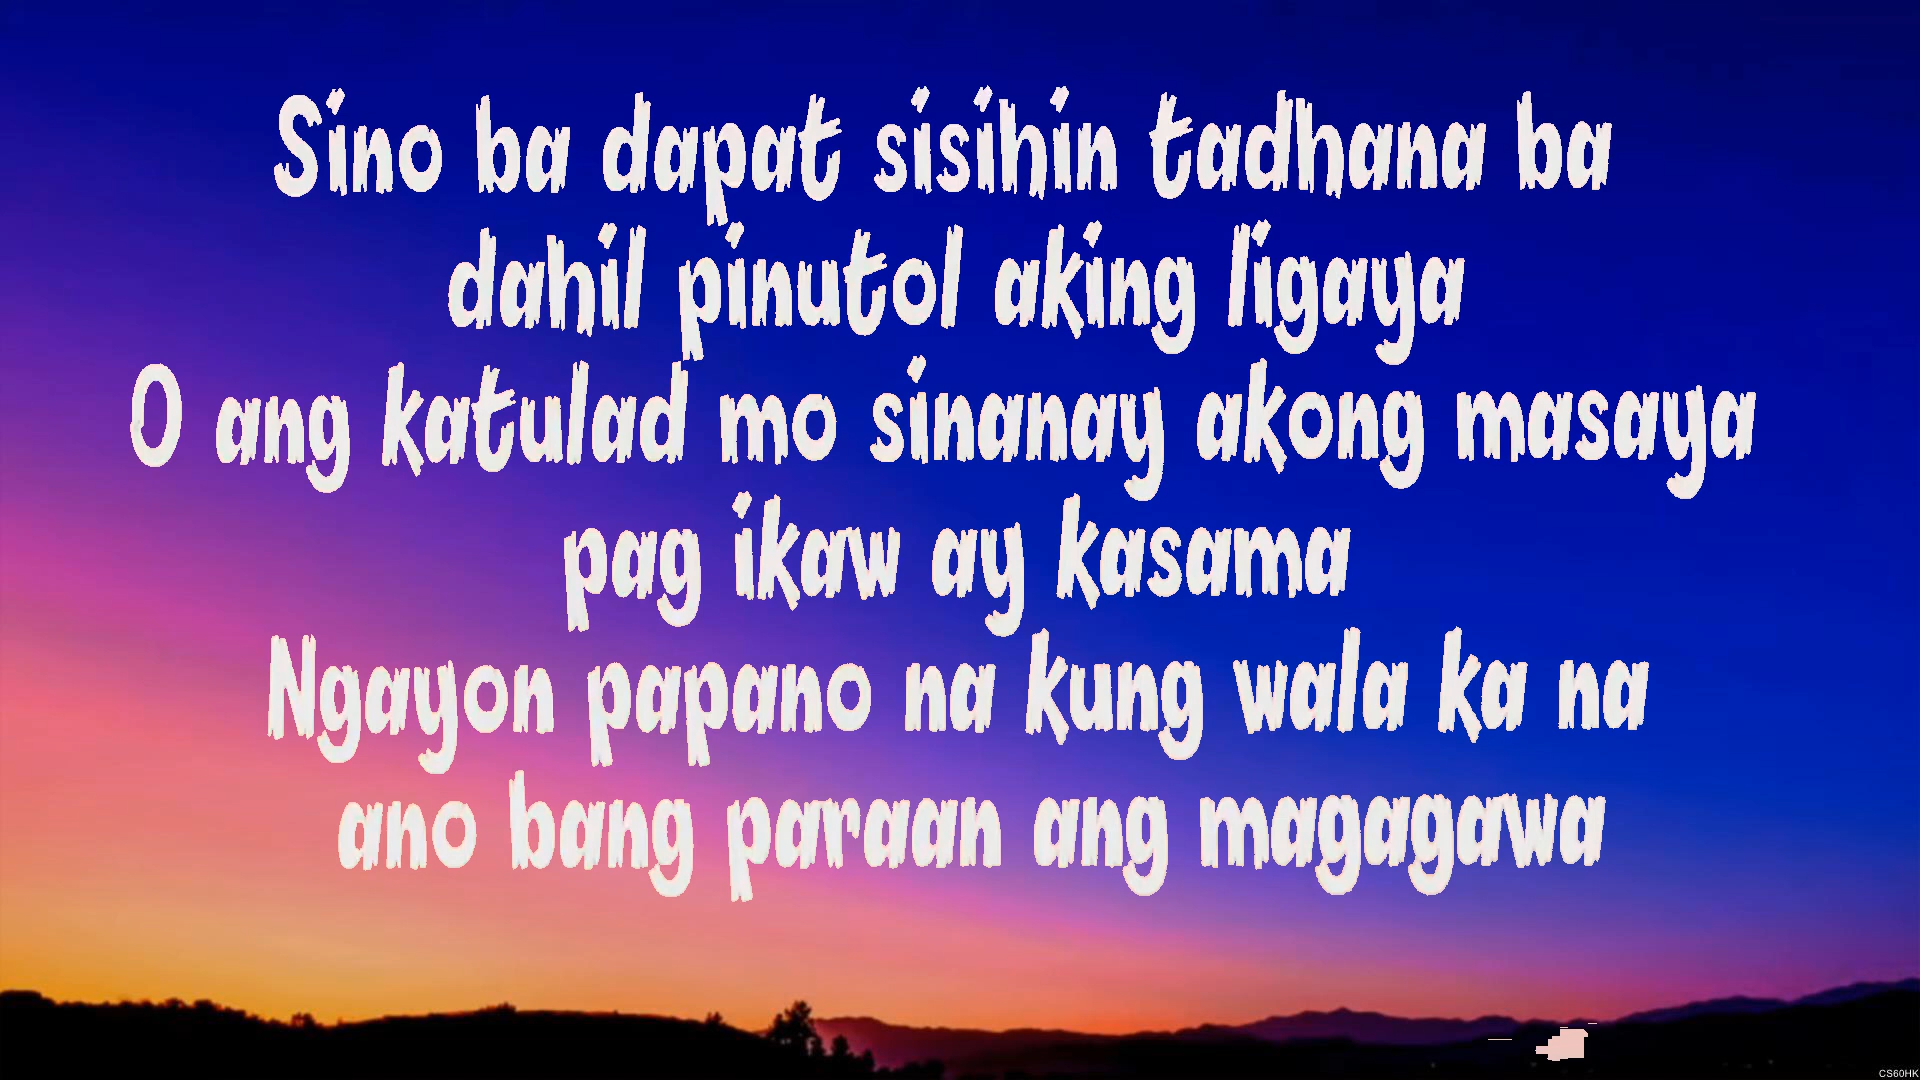 Sino ba dapat sisihin tadhana ba
dahil pinutol aking ligaya
O ang katulad mo sinanay akong masaya
pag ikaw ay kasama
Ngayon papano na kung wala ka na
ano bang paraan ang magagawa
CS60HK